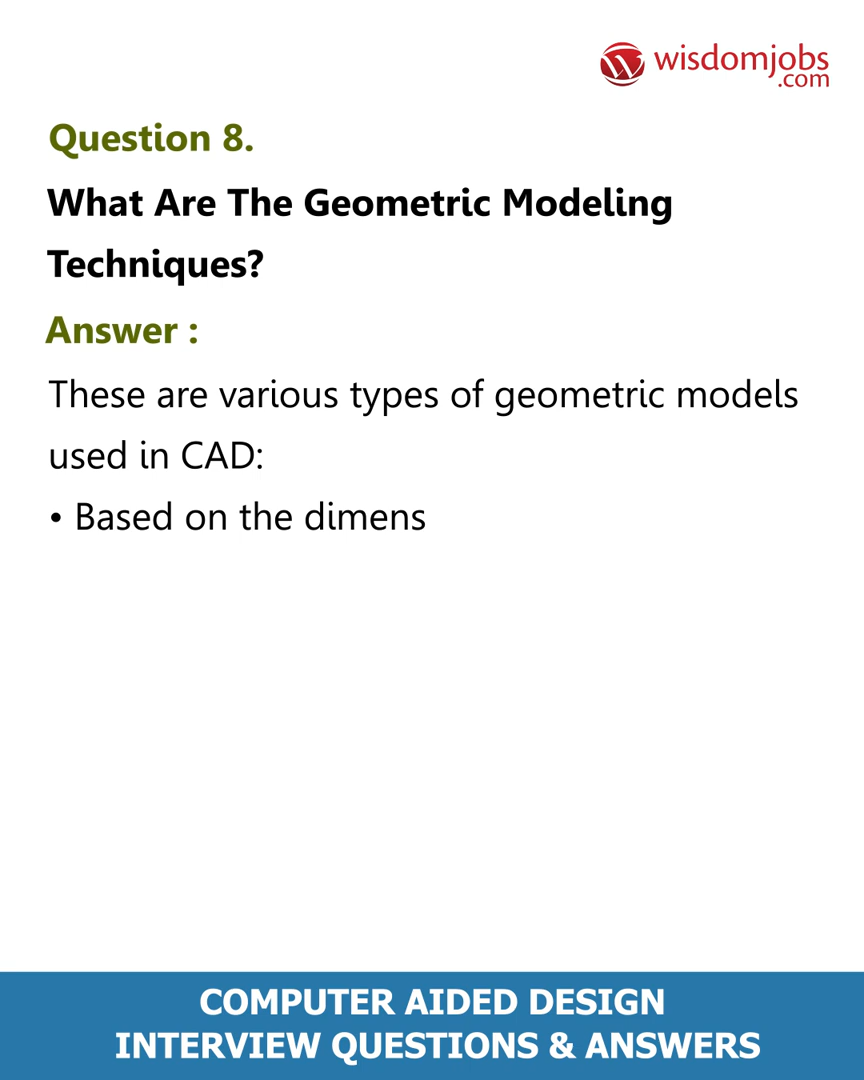 wisdomjobs
.com
Question 8.
What Are The Geometric Modeling
Techniques?
Answer :
These are various types of geometric models
used in CAD:
• Based on the dimens
COMPUTER AIDED DESIGN
INTERVIEW QUESTIONS & ANSWERS